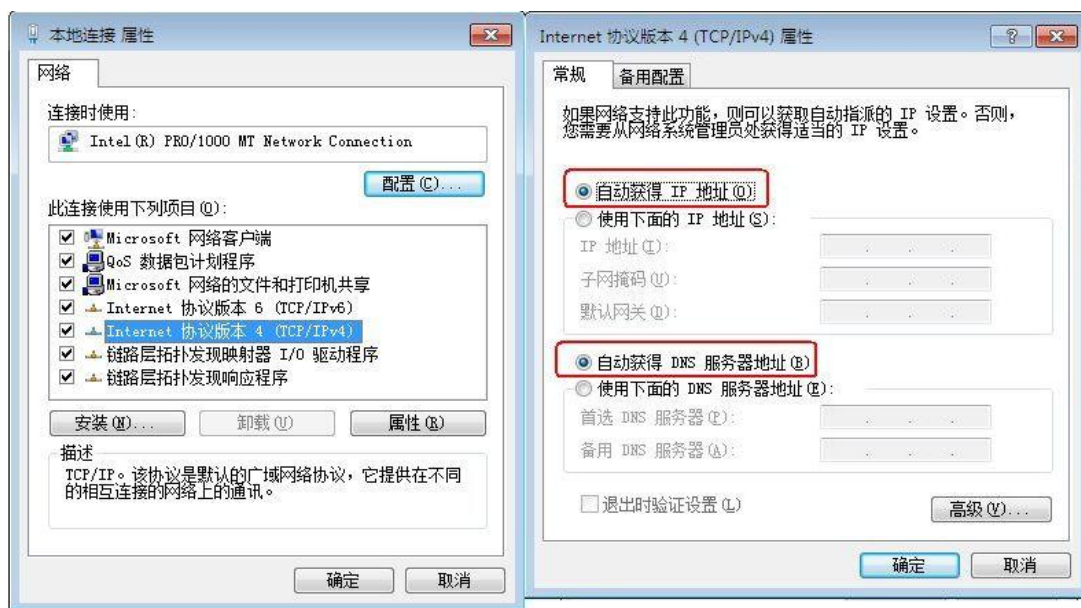 本地连接 属性
网络
连接时使用:
Intel(R) PRO/1000 MT Network Connection
配置(C)...
此连接使用下列项目(O):
Microsoft 网络客户端
QoS 数据包计划程序
Microsoft 网络的文件和打印机共享
Internet 协议版本 6 (TCP/IPv6)
Internet 协议版本 4 (TCP/IPv4)
链路层拓扑发现映射器 I/O 驱动程序
链路层拓扑发现响应程序
安装(N)...
卸载(U)
属性(R)
描述
TCP/IP。该协议是默认的广域网络协议，它提供在不同
的相互连接的网络上的通讯。
确定
取消
Internet 协议版本 4 (TCP/IPv4) 属性
常规
备用配置
如果网络支持此功能，则可以获取自动指派的 IP 设置。否则，
您需要从网络系统管理员处获得适当的 IP 设置。
自动获得 IP 地址(O)
使用下面的 IP 地址(S):
IP 地址(I):
子网掩码(U):
默认网关(D):
自动获得 DNS 服务器地址(B)
使用下面的 DNS 服务器地址(E):
首选 DNS 服务器(P):
备用 DNS 服务器(A):
退出时验证设置(L)
高级(V)...
确定
取消